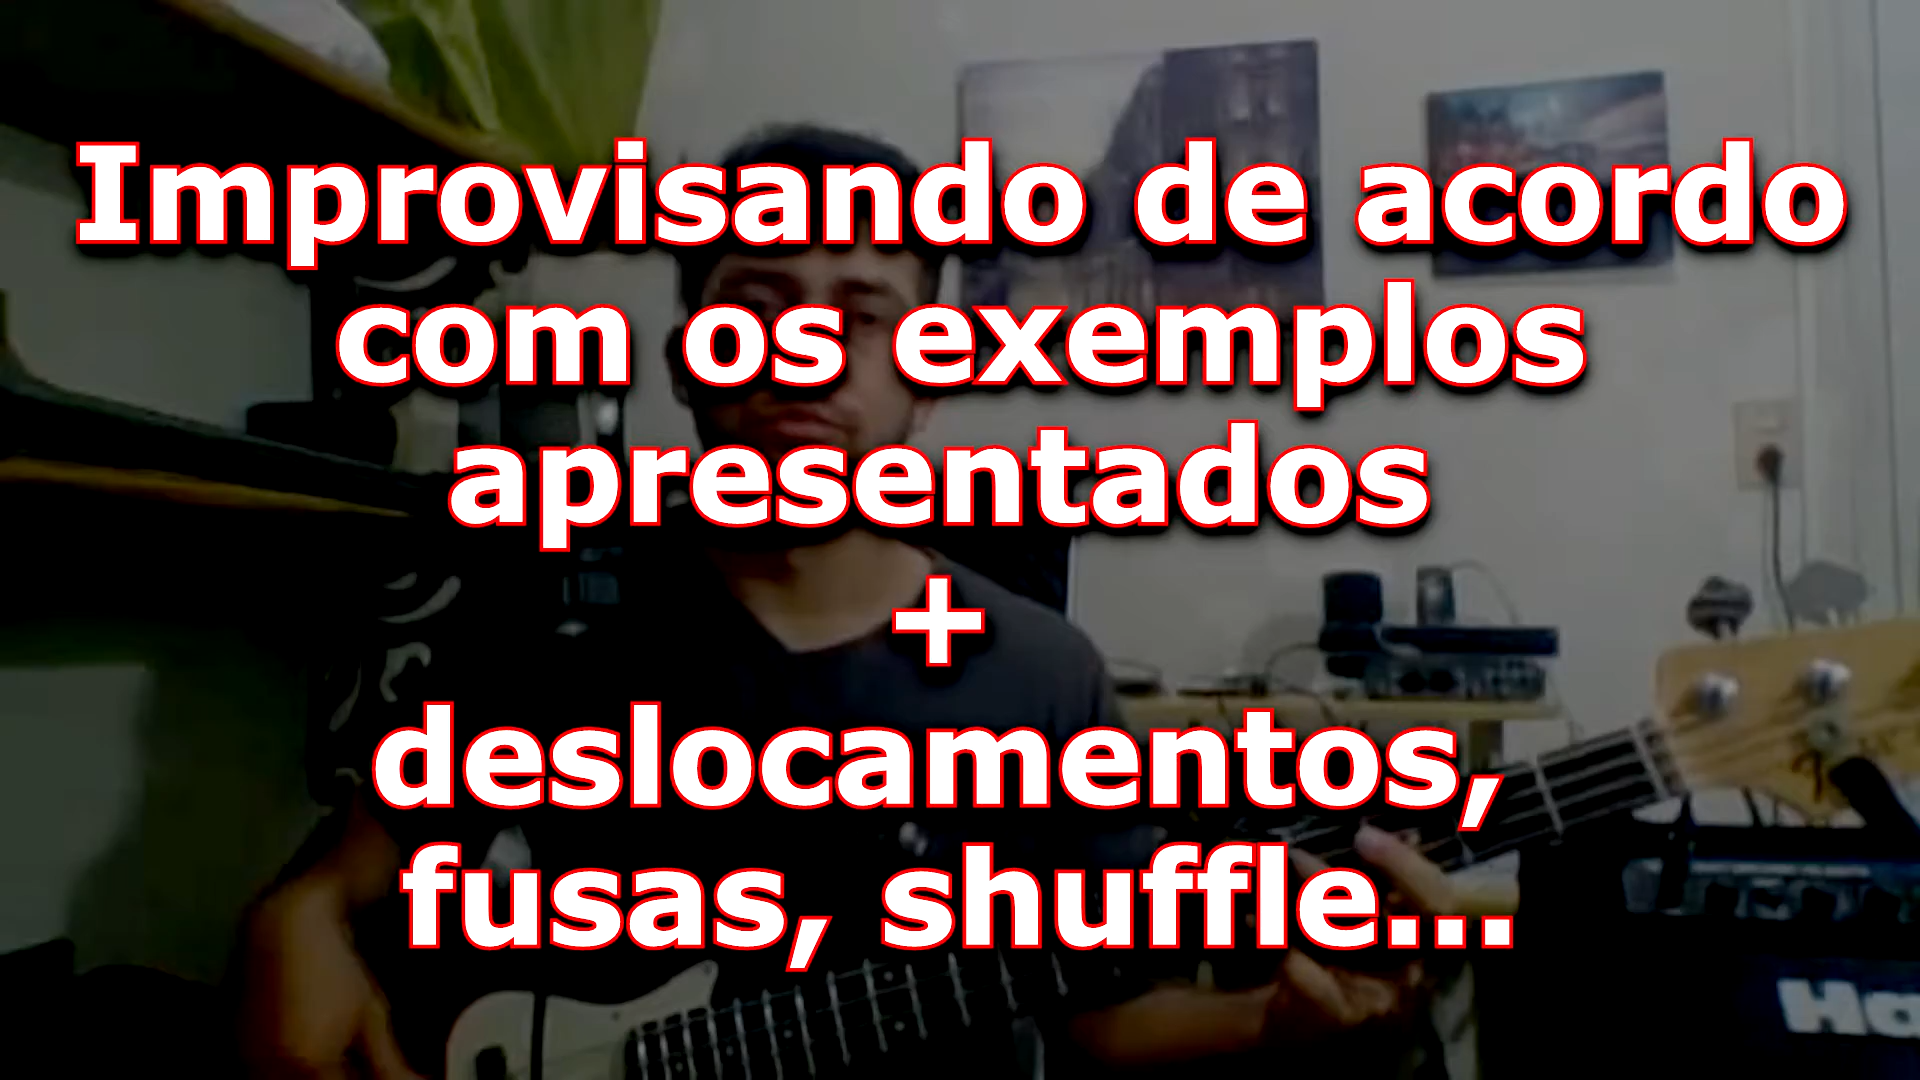 Improvisando de acordo
com os exemplos
apresentados
+
deslocamentos,
fusas, shuffle...